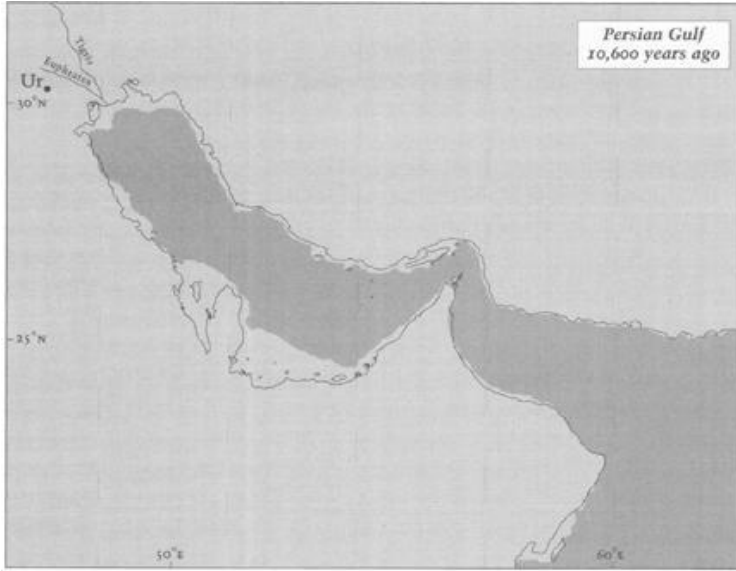 Persian Gulf
10,600 years ago
Tigris
Euphrates
Ur
30°N
25°N
50°E
60°E